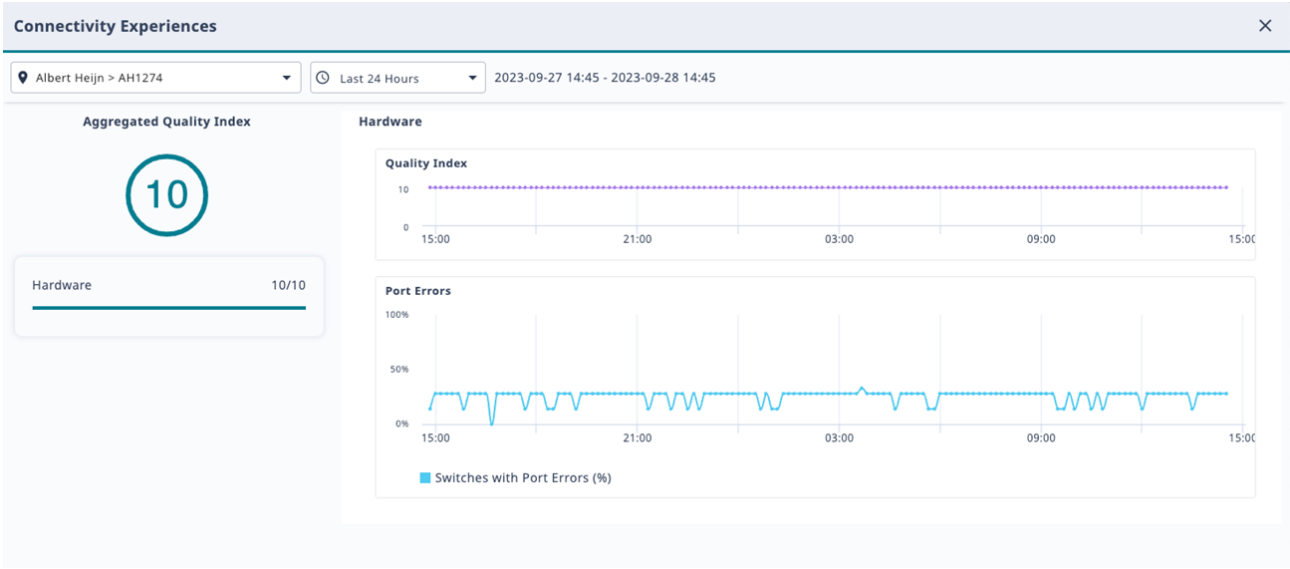 Connectivity Experiences
Albert Heijn > AH1274
Last 24 Hours
2023-09-27 14:45 - 2023-09-28 14:45
Aggregated Quality Index
10
Hardware 10/10
Hardware
Quality Index
10
0
15:00 21:00 03:00 09:00 15:00
Port Errors
100%
50%
0%
15:00 21:00 03:00 09:00 15:00
Switches with Port Errors (%)